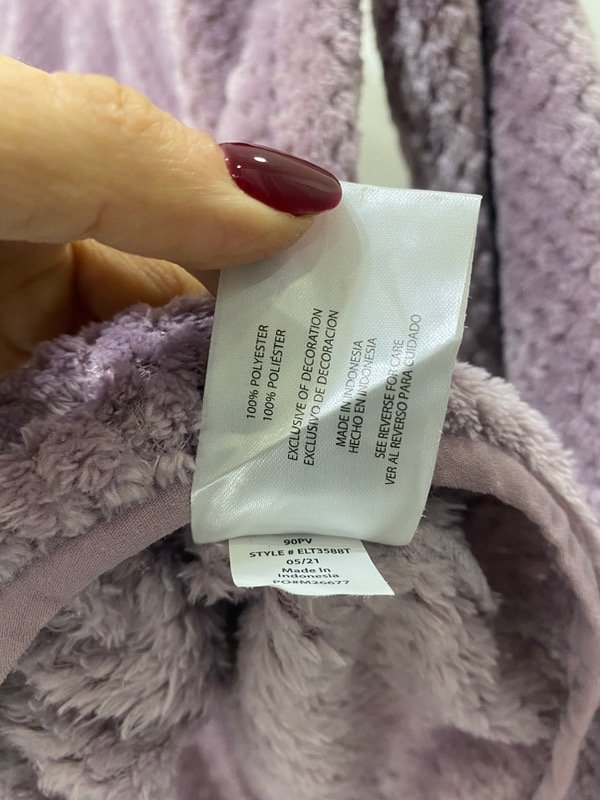 100% POLYESTER
100% POLIÉSTER
EXCLUSIVE OF DECORATION
EXCLUSIVO DE DECORACION
MADE IN INDONESIA
HECHO EN INDONESIA
SEE REVERSE FOR CARE
VER AL REVERSO PARA CUIDADO
90PV
STYLE # ELT3588T
05/21
Made In
Indonesia
PO#M26677